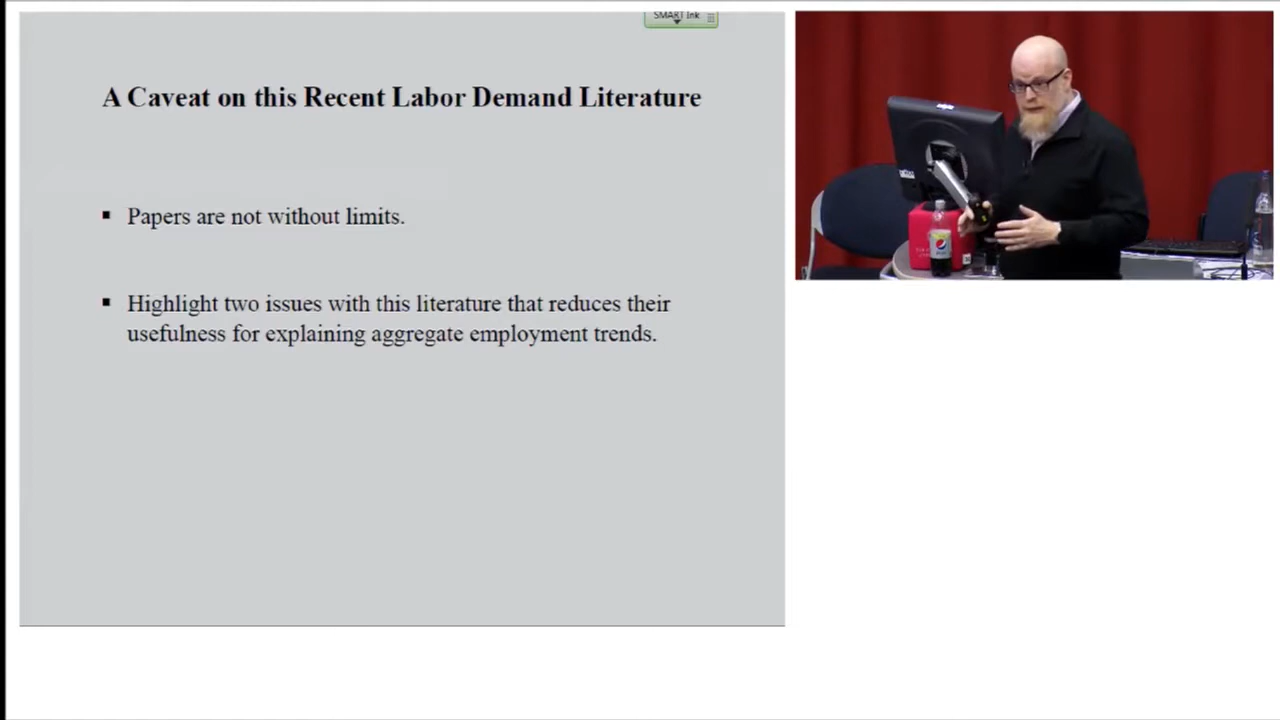 SMART Ink
A Caveat on this Recent Labor Demand Literature
Papers are not without limits.
Highlight two issues with this literature that reduces their
usefulness for explaining aggregate employment trends.